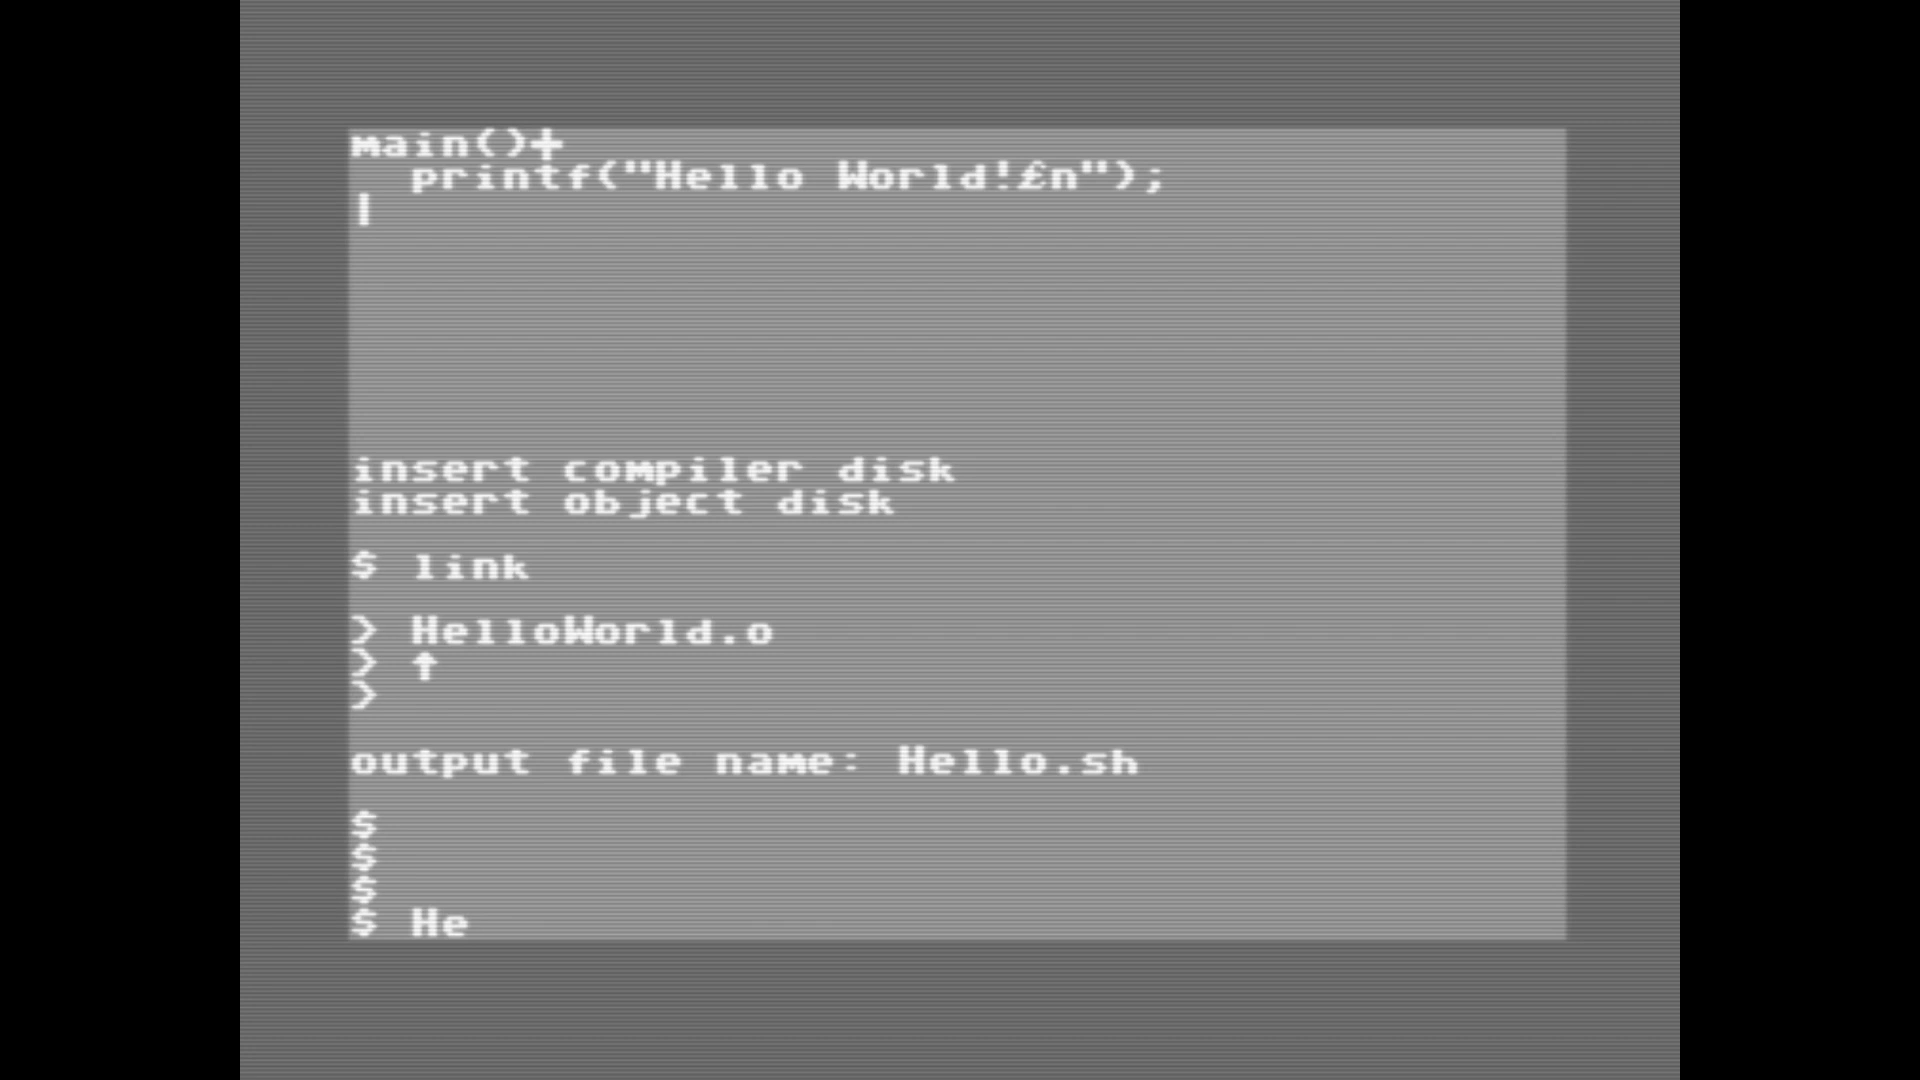 main()┼
printf("Hello World!£n");
│
insert compiler disk
insert object disk
$ link
> HelloWorld.o
> ↑
>
output file name: Hello.sh
$
$
$
$ He